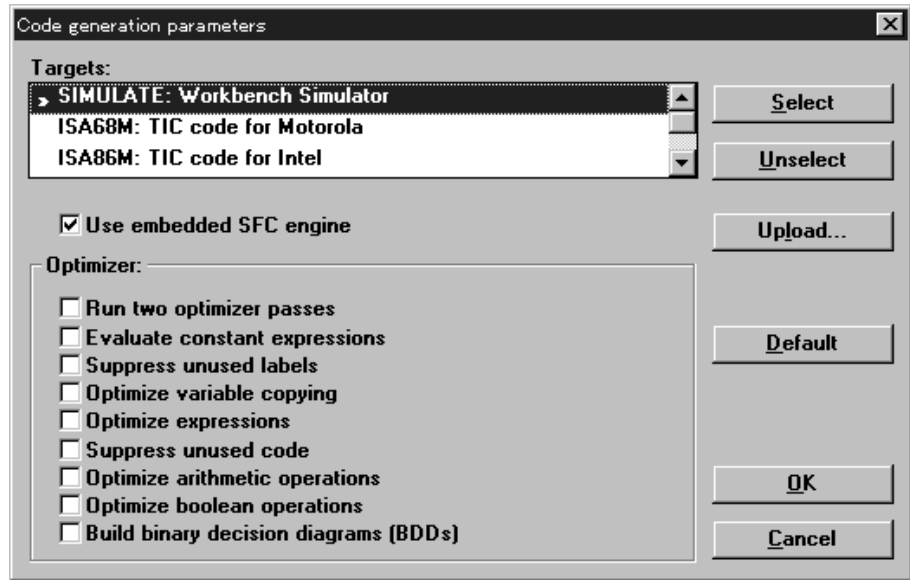 Code generation parameters
Targets:
SIMULATE: Workbench Simulator
ISA68M: TIC code for Motorola
ISA86M: TIC code for Intel
Select
Unselect
Use embedded SFC engine
Upload...
Optimizer:
Run two optimizer passes
Evaluate constant expressions
Suppress unused labels
Optimize variable copying
Optimize expressions
Suppress unused code
Optimize arithmetic operations
Optimize boolean operations
Build binary decision diagrams (BDDs)
Default
OK
Cancel